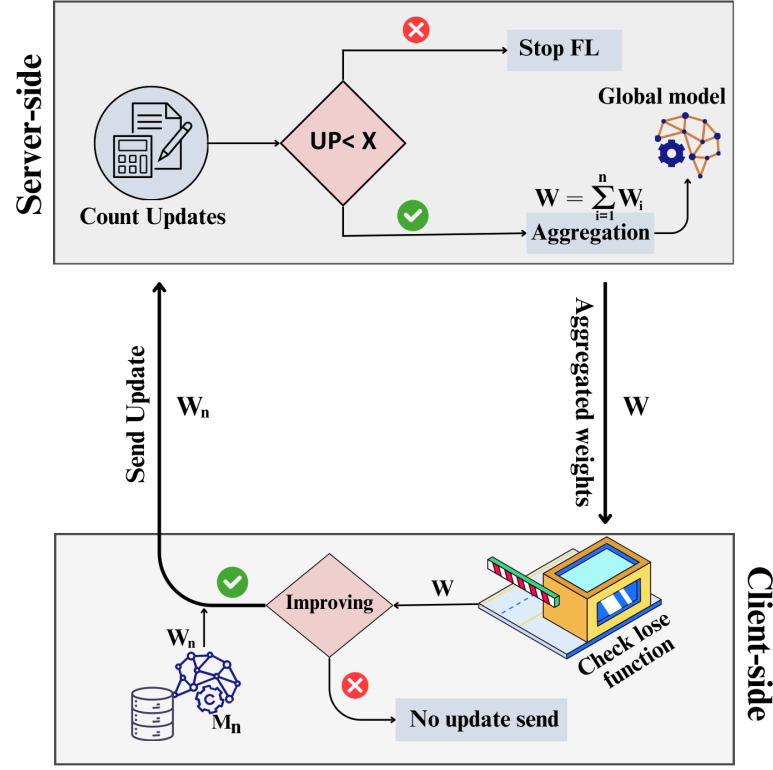 Server-side
Stop FL
Global model
UP< X
Count Updates
W = n∑i=1 Wi
Aggregation
Send Update
Wn
Aggregated weights
W
Client-side
Improving
W
Check lose
function
Wn
Mn
C
No update send